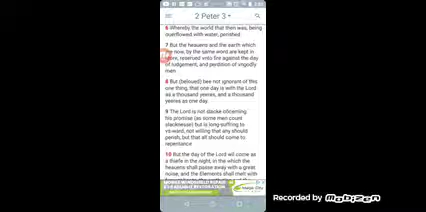 2 Peter 3
6 Whereby the world that then was, being
overflowed with water, perished
7 But the heauens and the earth which
now, by the same word are kept in
ore, reserued vnto fire against the day
of iudgement, and perdition of vngodly
men
8 But (beloued) bee not ignorant of this
one thing, that one day is with the Lord
as a thousand yeeres, and a thousand
yeeres as one day.
9 The Lord is not slacke concerning
his promise (as some men count
slackenesse) but is long-suffering to
vs-ward, not willing that any should
perish, but that all should come to
repentance
10 But the day of the Lord wil come as
a thiefe in the night, in the which the
heauens shall passe away with a great
noise, and the Elements shall melt with
Recorded by Mobizen